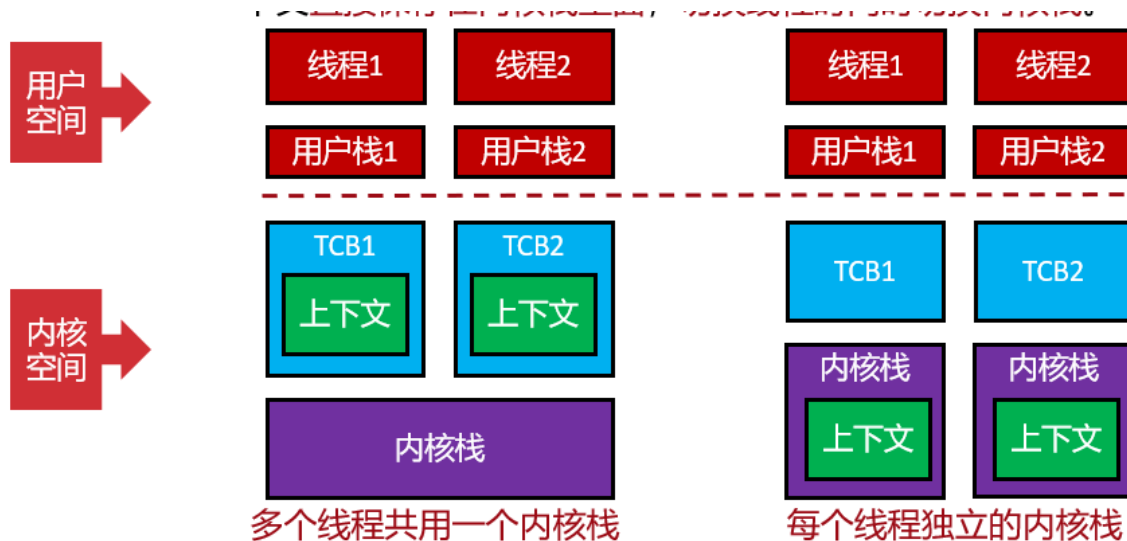 用户
空间
线程1
线程2
线程1
线程2
用户栈1
用户栈2
用户栈1
用户栈2
内核
空间
TCB1
TCB2
TCB1
TCB2
上下文
上下文
内核栈
内核栈
上下文
上下文
内核栈
多个线程共用一个内核栈
每个线程独立的内核栈